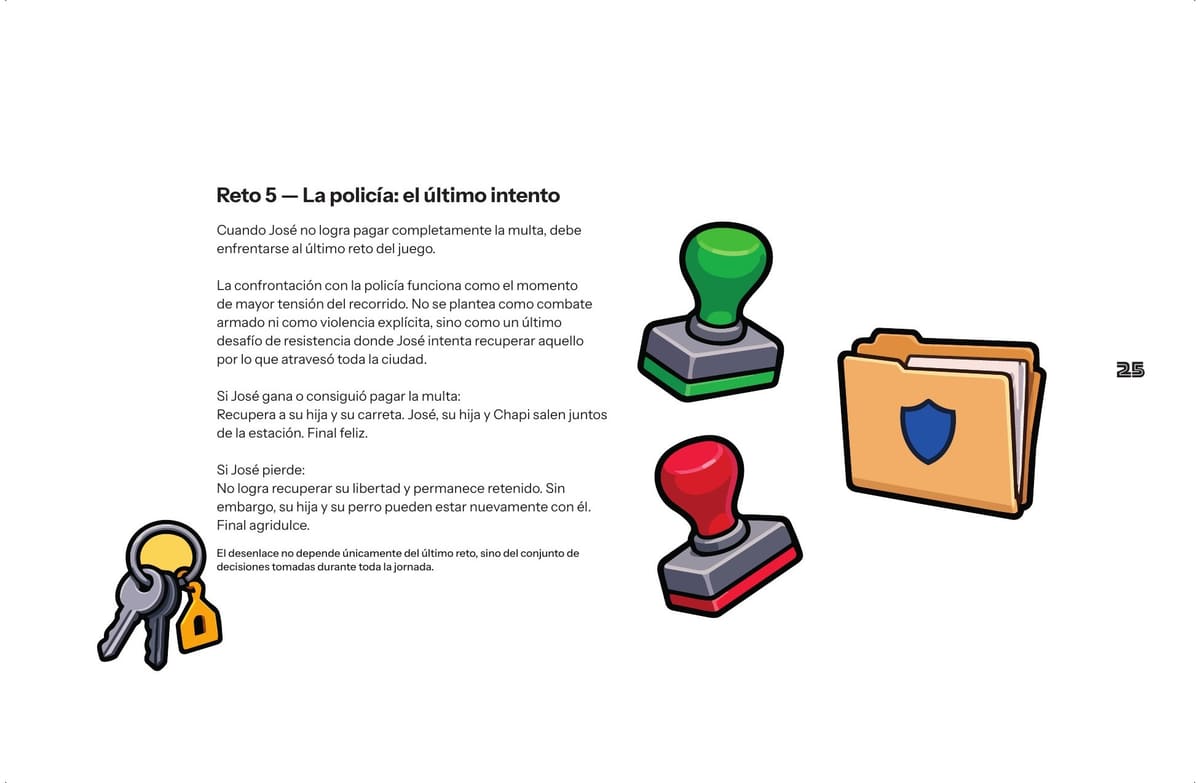 Reto 5 — La policía: el último intento
Cuando José no logra pagar completamente la multa, debe
enfrentarse al último reto del juego.
La confrontación con la policía funciona como el momento
de mayor tensión del recorrido. No se plantea como combate
armado ni como violencia explícita, sino como un último
desafío de resistencia donde José intenta recuperar aquello
por lo que atravesó toda la ciudad.
Si José gana o consiguió pagar la multa:
Recupera a su hija y su carreta. José, su hija y Chapi salen juntos
de la estación. Final feliz.
Si José pierde:
No logra recuperar su libertad y permanece retenido. Sin
embargo, su hija y su perro pueden estar nuevamente con él.
Final agridulce.
El desenlace no depende únicamente del último reto, sino del conjunto de
decisiones tomadas durante toda la jornada.
25